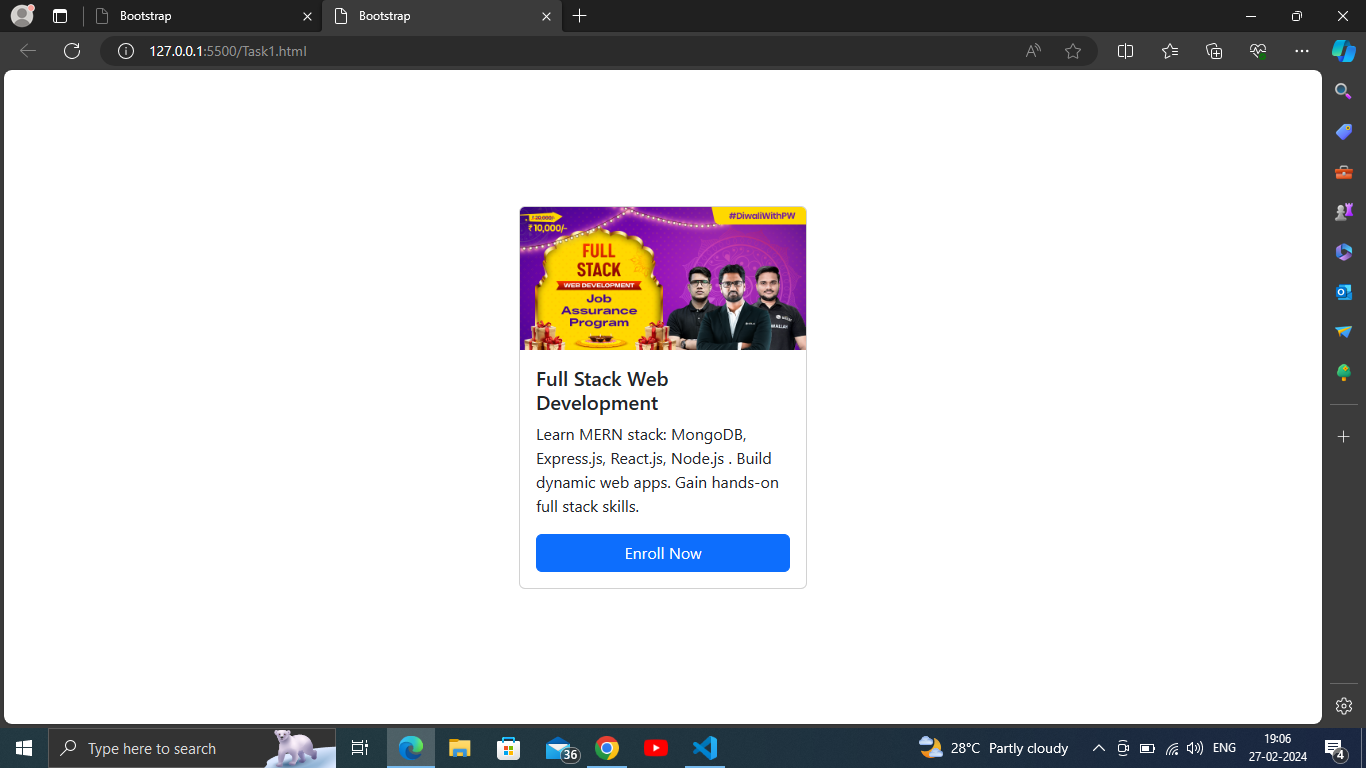 Bootstrap
Bootstrap
127.0.0.1:5500/Task1.html
#DiwaliWithPW
₹ 10,000/-
FULL
STACK
WEB DEVELOPMENT
Job
Assurance
Program
Full Stack Web
Development
Learn MERN stack: MongoDB,
Express.js, React.js, Node.js . Build
dynamic web apps. Gain hands-on
full stack skills.
Enroll Now
Type here to search
36
28°C Partly cloudy
ENG
19:06
27-02-2024
4